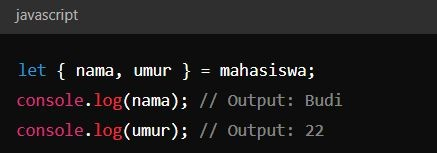 javascript
let { nama, umur } = mahasiswa;
console.log(nama); // Output: Budi
console.log(umur); // Output: 22